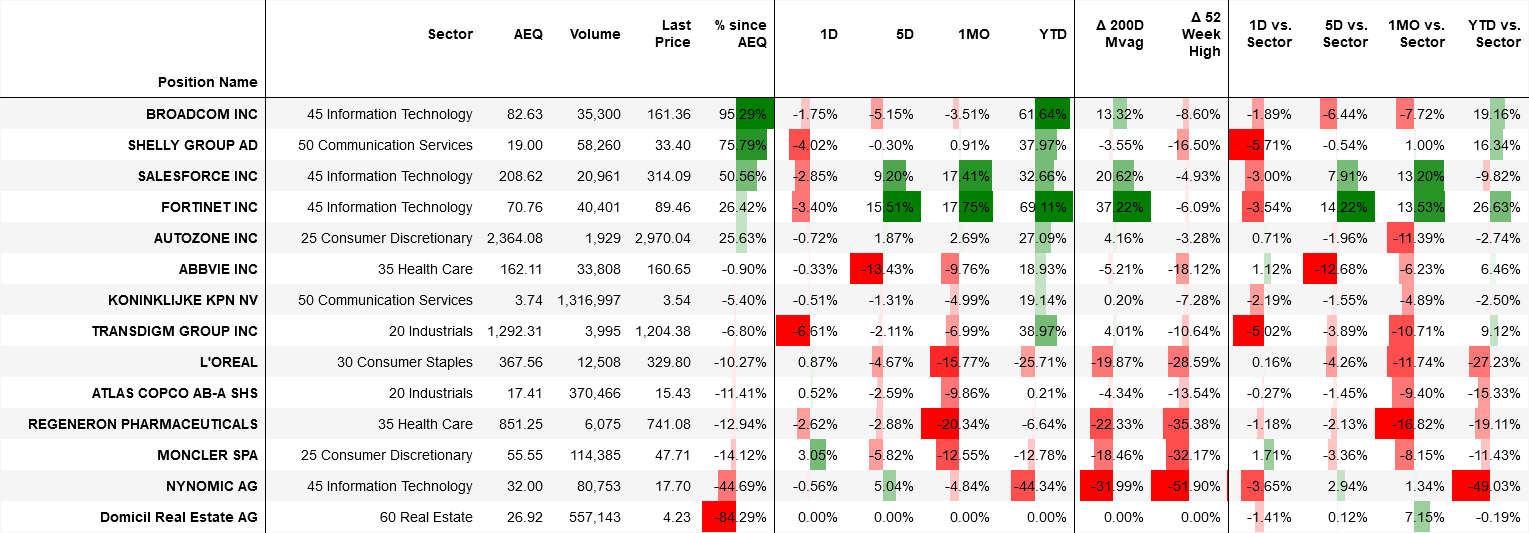 Position Name Sector AEQ Volume Last Price % since AEQ 1D 5D 1MO YTD Δ 200D Mvag Δ 52 Week High 1D vs. Sector 5D vs. Sector 1MO vs. Sector YTD vs. Sector
BROADCOM INC 45 Information Technology 82.63 35,300 161.36 95.29% -1.75% -5.15% -3.51% 61.64% 13.32% -8.60% -1.89% -6.44% -7.72% 19.16%
SHELLY GROUP AD 50 Communication Services 19.00 58,260 33.40 75.79% -4.02% -0.30% 0.91% 37.97% -3.55% -16.50% -5.71% -0.54% 1.00% 16.34%
SALESFORCE INC 45 Information Technology 208.62 20,961 314.09 50.56% -2.85% 9.20% 17.41% 32.66% 20.62% -4.93% -3.00% 7.91% 13.20% -9.82%
FORTINET INC 45 Information Technology 70.76 40,401 89.46 26.42% -3.40% 15.51% 17.75% 69.11% 37.22% -6.09% -3.54% 14.22% 13.53% 26.63%
AUTOZONE INC 25 Consumer Discretionary 2,364.08 1,929 2,970.04 25.63% -0.72% 1.87% 2.69% 27.09% 4.16% -3.28% 0.71% -1.96% -11.39% -2.74%
ABBVIE INC 35 Health Care 162.11 33,808 160.65 -0.90% -0.33% -13.43% -9.76% 18.93% -5.21% -18.12% 1.12% -12.68% -6.23% 6.46%
KONINKLIJKE KPN NV 50 Communication Services 3.74 1,316,997 3.54 -5.40% -0.51% -1.31% -4.99% 19.14% 0.20% -7.28% -2.19% -1.55% -4.89% -2.50%
TRANSDIGM GROUP INC 20 Industrials 1,292.31 3,995 1,204.38 -6.80% -6.61% -2.11% -6.99% 38.97% 4.01% -10.64% -5.02% -3.89% -10.71% 9.12%
L'OREAL 30 Consumer Staples 367.56 12,508 329.80 -10.27% 0.87% -4.67% -15.77% -25.71% -19.87% -28.59% 0.16% -4.26% -11.74% -27.23%
ATLAS COPCO AB-A SHS 20 Industrials 17.41 370,466 15.43 -11.41% 0.52% -2.59% -9.86% 0.21% -4.34% -13.54% -0.27% -1.45% -9.40% -15.33%
REGENERON PHARMACEUTICALS 35 Health Care 851.25 6,075 741.08 -12.94% -2.62% -2.88% -20.34% -6.64% -22.33% -35.38% -1.18% -2.13% -16.82% -19.11%
MONCLER SPA 25 Consumer Discretionary 55.55 114,385 47.71 -14.12% 3.05% -5.82% -12.55% -12.78% -18.46% -32.17% 1.71% -3.36% -8.15% -11.43%
NYNOMIC AG 45 Information Technology 32.00 80,753 17.70 -44.69% -0.56% 5.04% -4.84% -44.34% -31.99% -51.90% -3.65% 2.94% 1.34% -49.03%
Domicil Real Estate AG 60 Real Estate 26.92 557,143 4.23 -84.29% 0.00% 0.00% 0.00% 0.00% 0.00% 0.00% -1.41% 0.12% 7.15% -0.19%